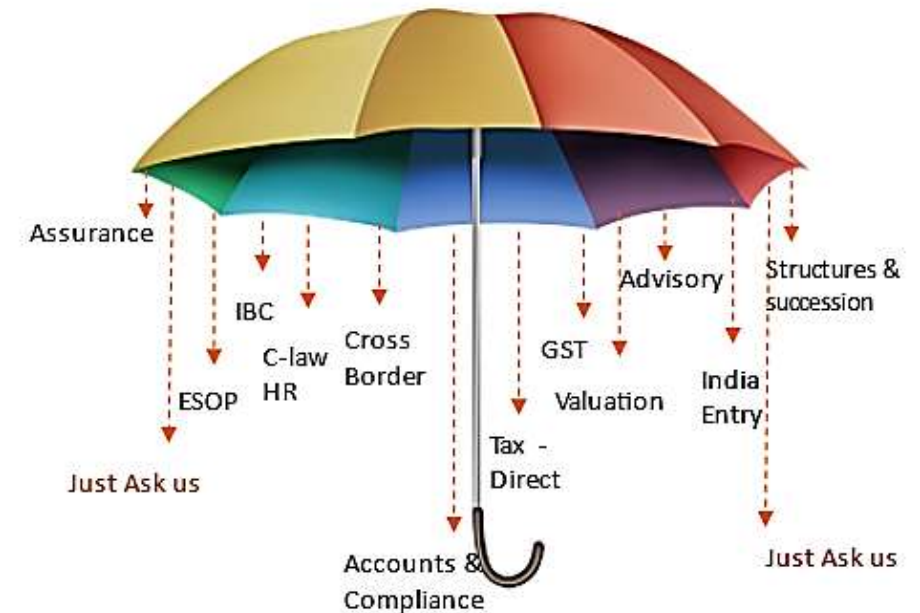 Assurance
Just Ask us
ESOP
IBC
C-law
HR
Cross
Border
Accounts &
Compliance
Tax -
Direct
GST
Valuation
Advisory
India
Entry
Structures &
succession
Just Ask us